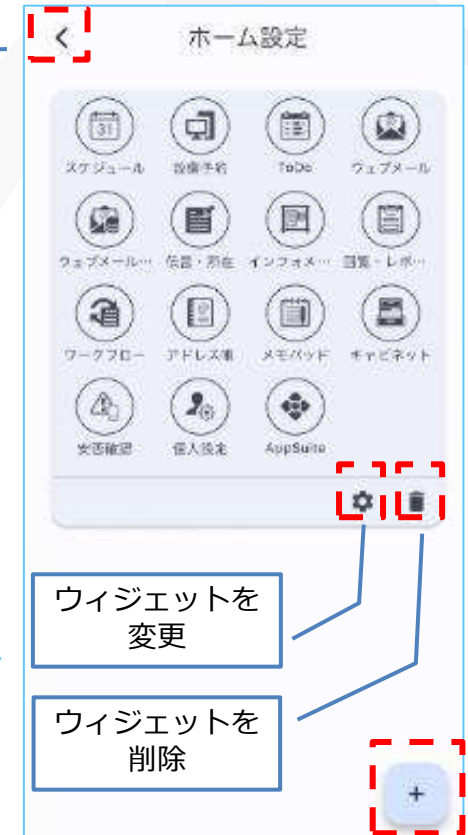 ホーム設定
31
スケジュール 設備予約 ToDo ウェブメール
ウェブメール… 伝言・所在 インフォメ… 回覧・レポ…
ワークフロー アドレス帳 メモパッド キャビネット
安否確認 個人設定 AppSuite
ウィジェットを
変更
ウィジェットを
削除
+